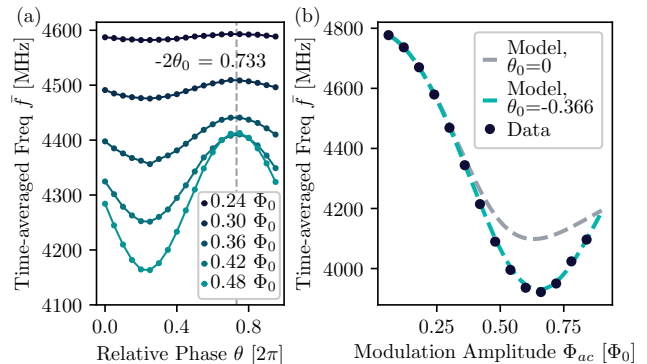 (a)
4600
4500
4400
4300
4200
4100
Time-averaged Freq f̄ [MHz]
-2θ₀ = 0.733
0.24 Φ₀
0.30 Φ₀
0.36 Φ₀
0.42 Φ₀
0.48 Φ₀
0.0 0.4 0.8
Relative Phase θ [2π]
(b)
4800
4600
4400
4200
4000
Time-averaged Freq f̄ [MHz]
Model,
θ₀=0
Model,
θ₀=-0.366
Data
0.25 0.50 0.75
Modulation Amplitude Φ_ac [Φ₀]